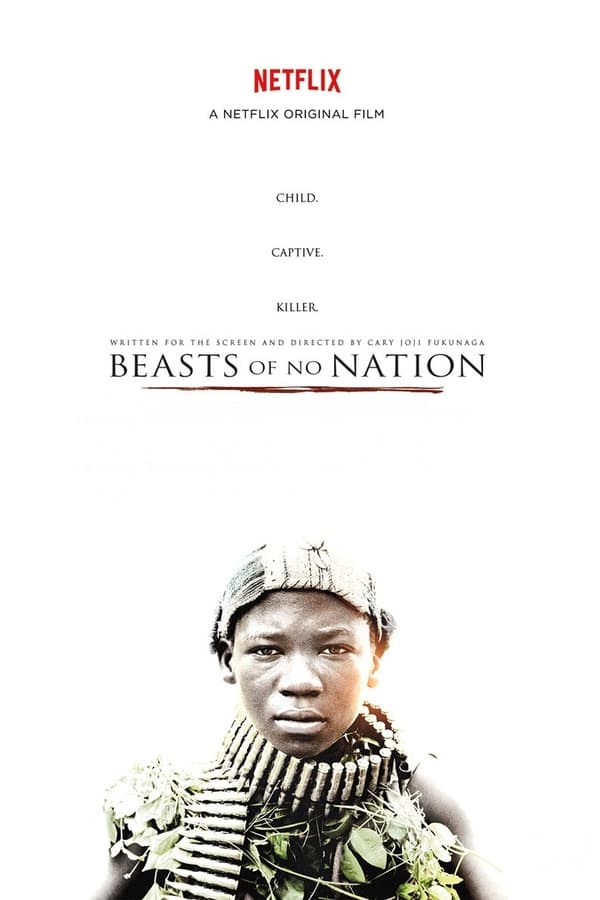 NETFLIX
A NETFLIX ORIGINAL FILM
CHILD.
CAPTIVE.
KILLER.
WRITTEN FOR THE SCREEN AND DIRECTED BY CARY JOJI FUKUNAGA
BEASTS OF NO NATION